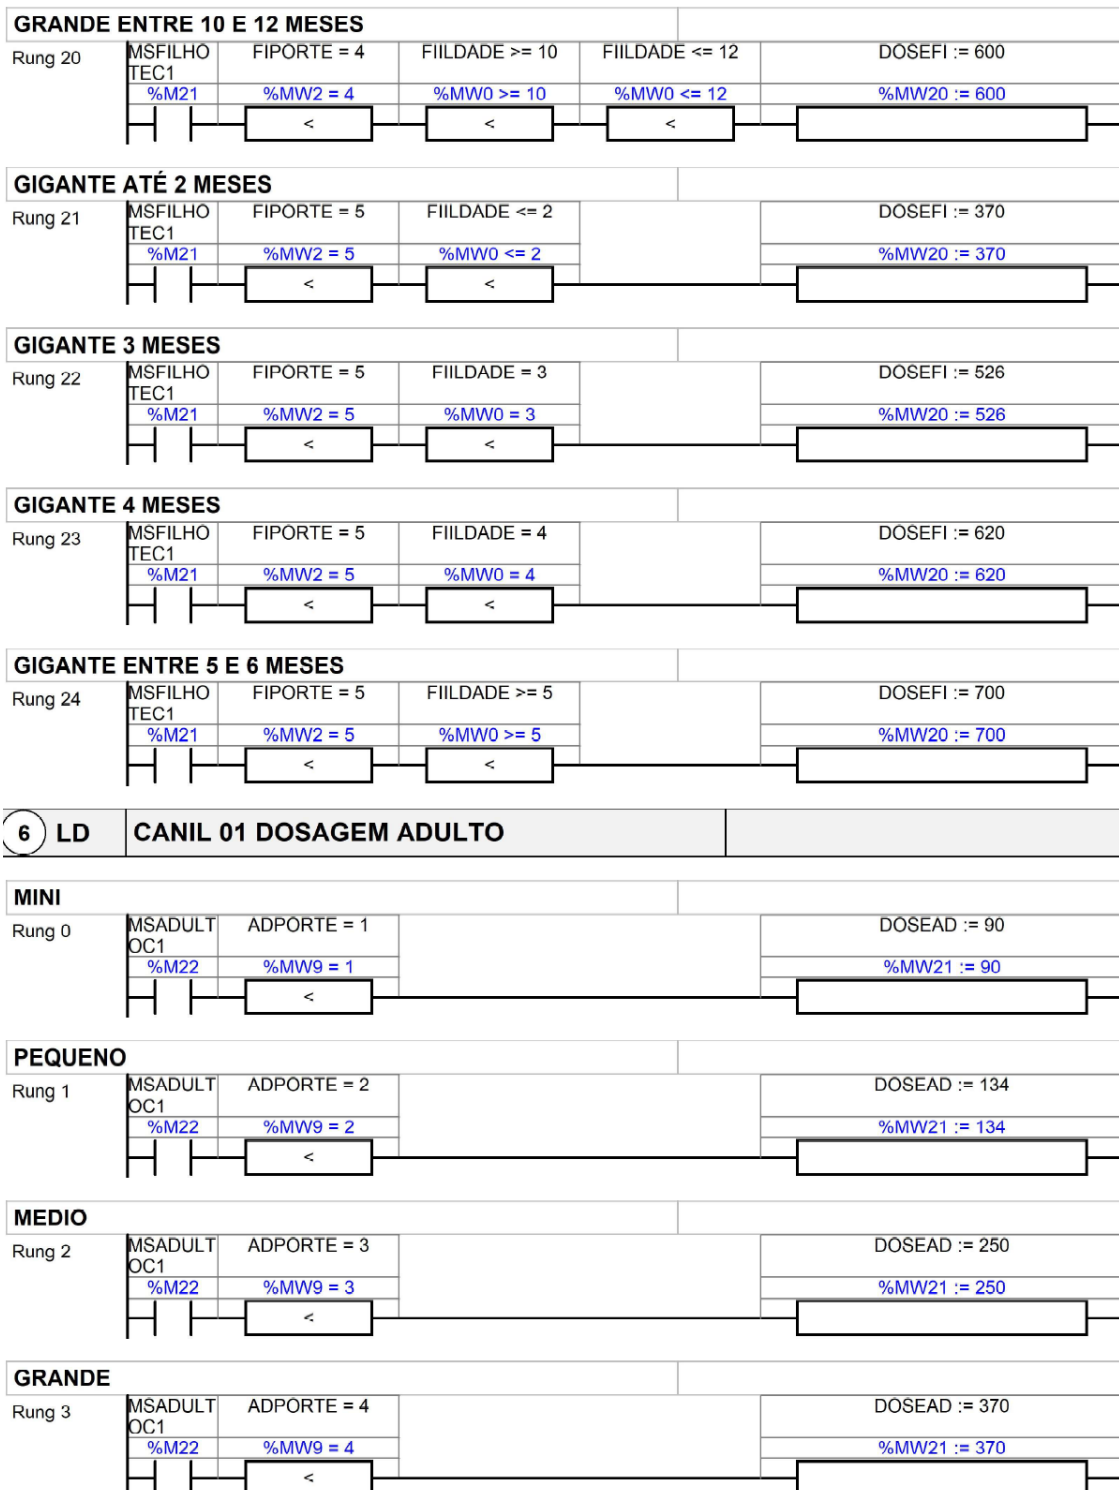 GRANDE ENTRE 10 E 12 MESES
Rung 20
MSFILHO FIPORTE = 4 FIILDADE >= 10 FIILDADE <= 12 DOSEFI := 600
TEC1
%M21 %MW2 = 4 %MW0 >= 10 %MW0 <= 12 %MW20 := 600
< < <
GIGANTE ATÉ 2 MESES
Rung 21
MSFILHO FIPORTE = 5 FIILDADE <= 2 DOSEFI := 370
TEC1
%M21 %MW2 = 5 %MW0 <= 2 %MW20 := 370
< <
GIGANTE 3 MESES
Rung 22
MSFILHO FIPORTE = 5 FIILDADE = 3 DOSEFI := 526
TEC1
%M21 %MW2 = 5 %MW0 = 3 %MW20 := 526
< <
GIGANTE 4 MESES
Rung 23
MSFILHO FIPORTE = 5 FIILDADE = 4 DOSEFI := 620
TEC1
%M21 %MW2 = 5 %MW0 = 4 %MW20 := 620
< <
GIGANTE ENTRE 5 E 6 MESES
Rung 24
MSFILHO FIPORTE = 5 FIILDADE >= 5 DOSEFI := 700
TEC1
%M21 %MW2 = 5 %MW0 >= 5 %MW20 := 700
< <
6 LD CANIL 01 DOSAGEM ADULTO
MINI
Rung 0
MSADULT ADPORTE = 1 DOSEAD := 90
OC1
%M22 %MW9 = 1 %MW21 := 90
<
PEQUENO
Rung 1
MSADULT ADPORTE = 2 DOSEAD := 134
OC1
%M22 %MW9 = 2 %MW21 := 134
<
MEDIO
Rung 2
MSADULT ADPORTE = 3 DOSEAD := 250
OC1
%M22 %MW9 = 3 %MW21 := 250
<
GRANDE
Rung 3
MSADULT ADPORTE = 4 DOSEAD := 370
OC1
%M22 %MW9 = 4 %MW21 := 370
<